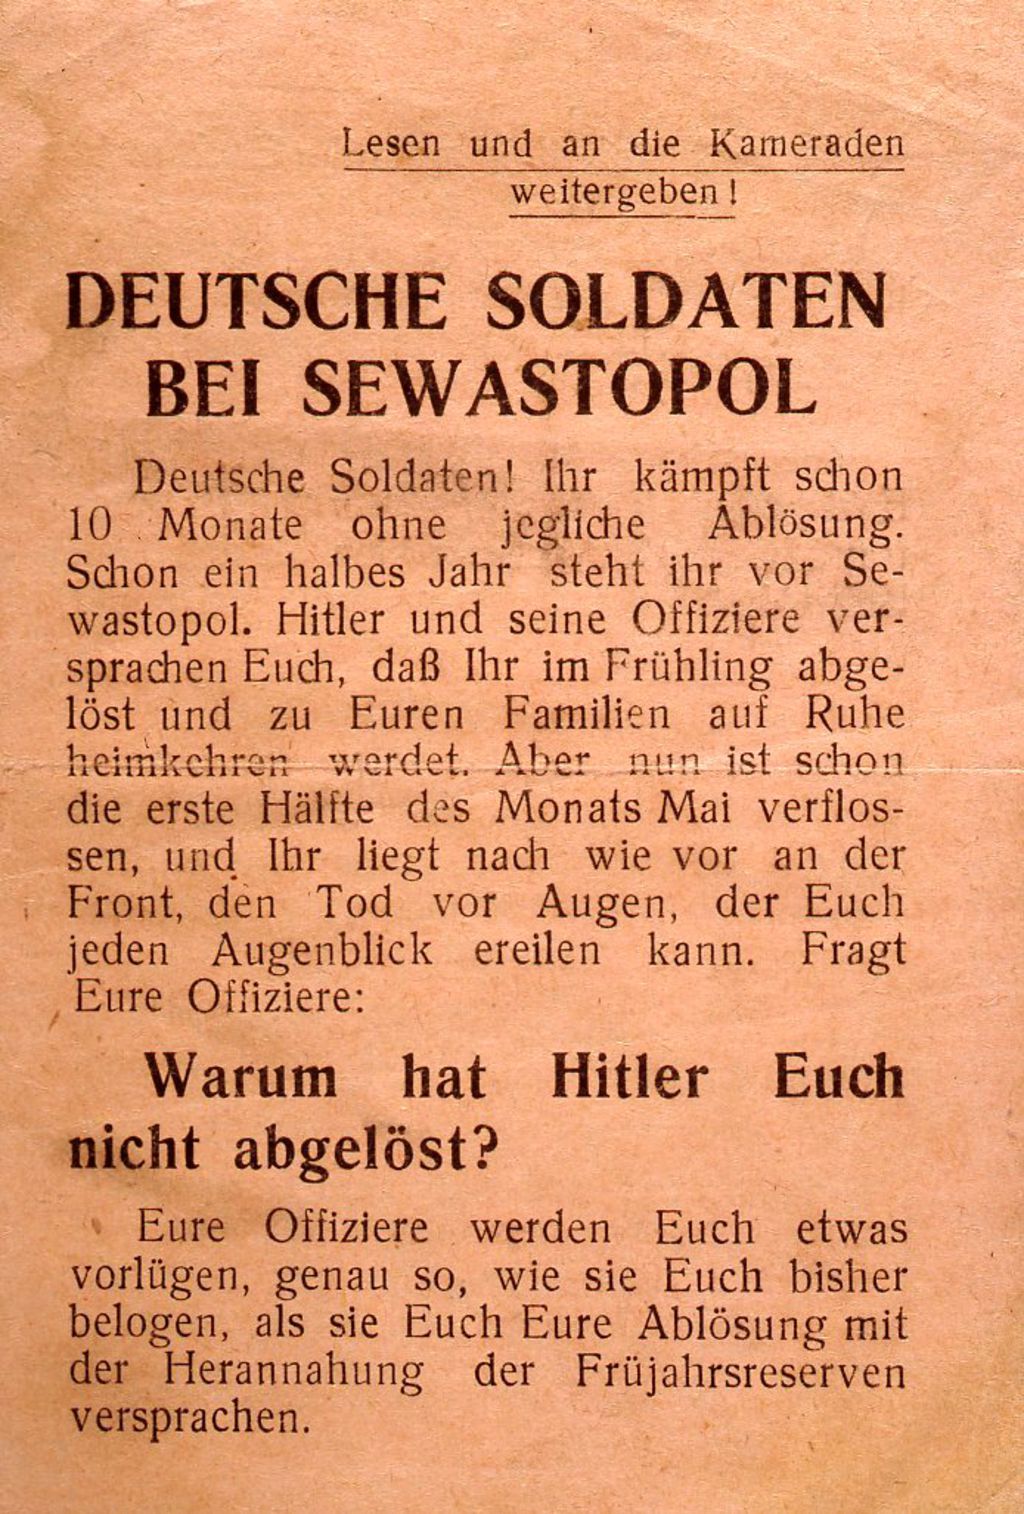 Lesen und an die Kameraden
weitergeben!
DEUTSCHE SOLDATEN
BEI SEWASTOPOL
Deutsche Soldaten! Ihr kämpft schon
10 Monate ohne jegliche Ablösung.
Schon ein halbes Jahr steht ihr vor Se-
wastopol. Hitler und seine Offiziere ver-
sprachen Euch, daß Ihr im Frühling abge-
löst und zu Euren Familien auf Ruhe
heimkehren werdet. Aber nun ist schon
die erste Hälfte des Monats Mai verflos-
sen, und Ihr liegt nach wie vor an der
Front, den Tod vor Augen, der Euch
jeden Augenblick ereilen kann. Fragt
Eure Offiziere:
Warum hat Hitler Euch
nicht abgelöst?
Eure Offiziere werden Euch etwas
vorlügen, genau so, wie sie Euch bisher
belogen, als sie Euch Eure Ablösung mit
der Herannahung der Früjahrsreserven
versprachen.